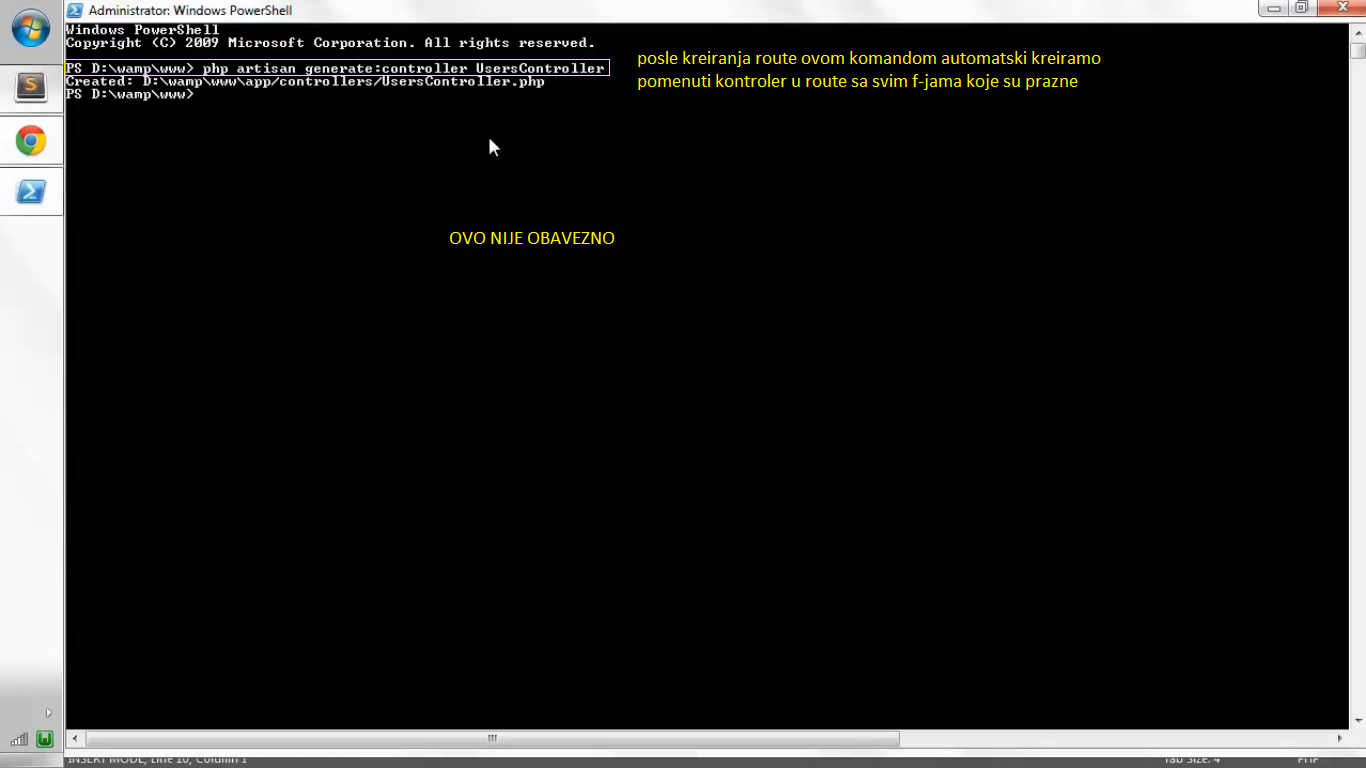 Administrator: Windows PowerShell
Windows PowerShell
Copyright (C) 2009 Microsoft Corporation. All rights reserved.
PS D:\wamp\www> php artisan generate:controller UsersController
Created: D:\wamp\www\app/controllers/UsersController.php
PS D:\wamp\www>
posle kreiranja route ovom komandom automatski kreiramo
pomenuti kontroler u route sa svim f-jama koje su prazne
OVO NIJE OBAVEZNO
INSERT MODE, Line 10, Column 1
Tab Size: 4
PHP